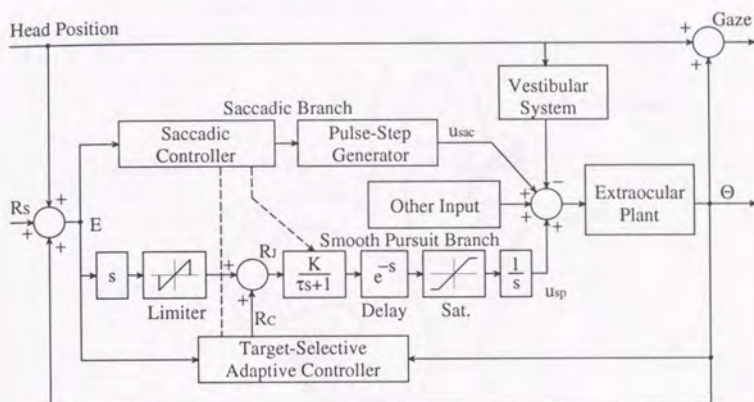 Head Position
Gaze
+
+
Vestibular
System
Saccadic Branch
Saccadic
Controller
Pulse-Step
Generator
usac
−
Rs
+
+
+
E
Other Input
+
+
+
Extraocular
Plant
Θ
Smooth Pursuit Branch
s
Limiter
+
+
RJ
K
τs+1
e−s
Delay
Sat.
1
s
usp
RC
Target-Selective
Adaptive Controller